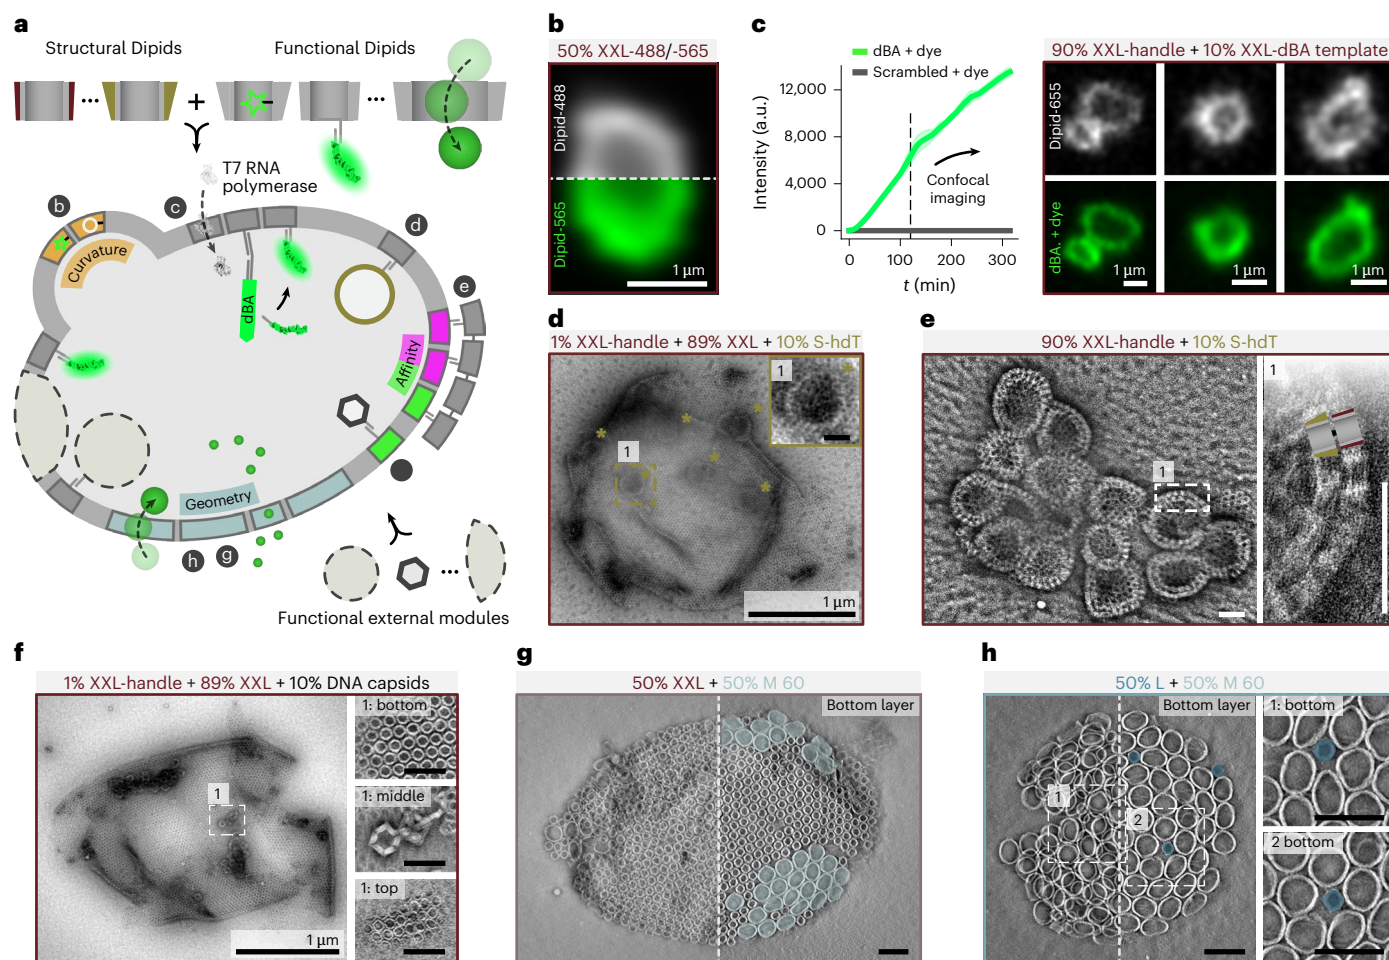 a
Structural Dipids
Functional Dipids
T7 RNA
polymerase
b
c
d
e
Curvature
dBA
Affinity
Geometry
h
g
Functional external modules
b
50% XXL-488/-565
Dipid-488
Dipid-565
1 µm
c
dBA + dye
Scrambled + dye
Intensity (a.u.)
12,000
8,000
4,000
0
0
100
200
300
t (min)
Confocal
imaging
90% XXL-handle + 10% XXL-dBA template
Dipid-655
dBA. + dye
1 µm
1 µm
1 µm
d
1% XXL-handle + 89% XXL + 10% S-hdT
1
1
1 µm
e
90% XXL-handle + 10% S-hdT
1
1
f
1% XXL-handle + 89% XXL + 10% DNA capsids
1
1 µm
1: bottom
1: middle
1: top
g
50% XXL + 50% M 60
Bottom layer
h
50% L + 50% M 60
Bottom layer
1
2
1: bottom
2 bottom